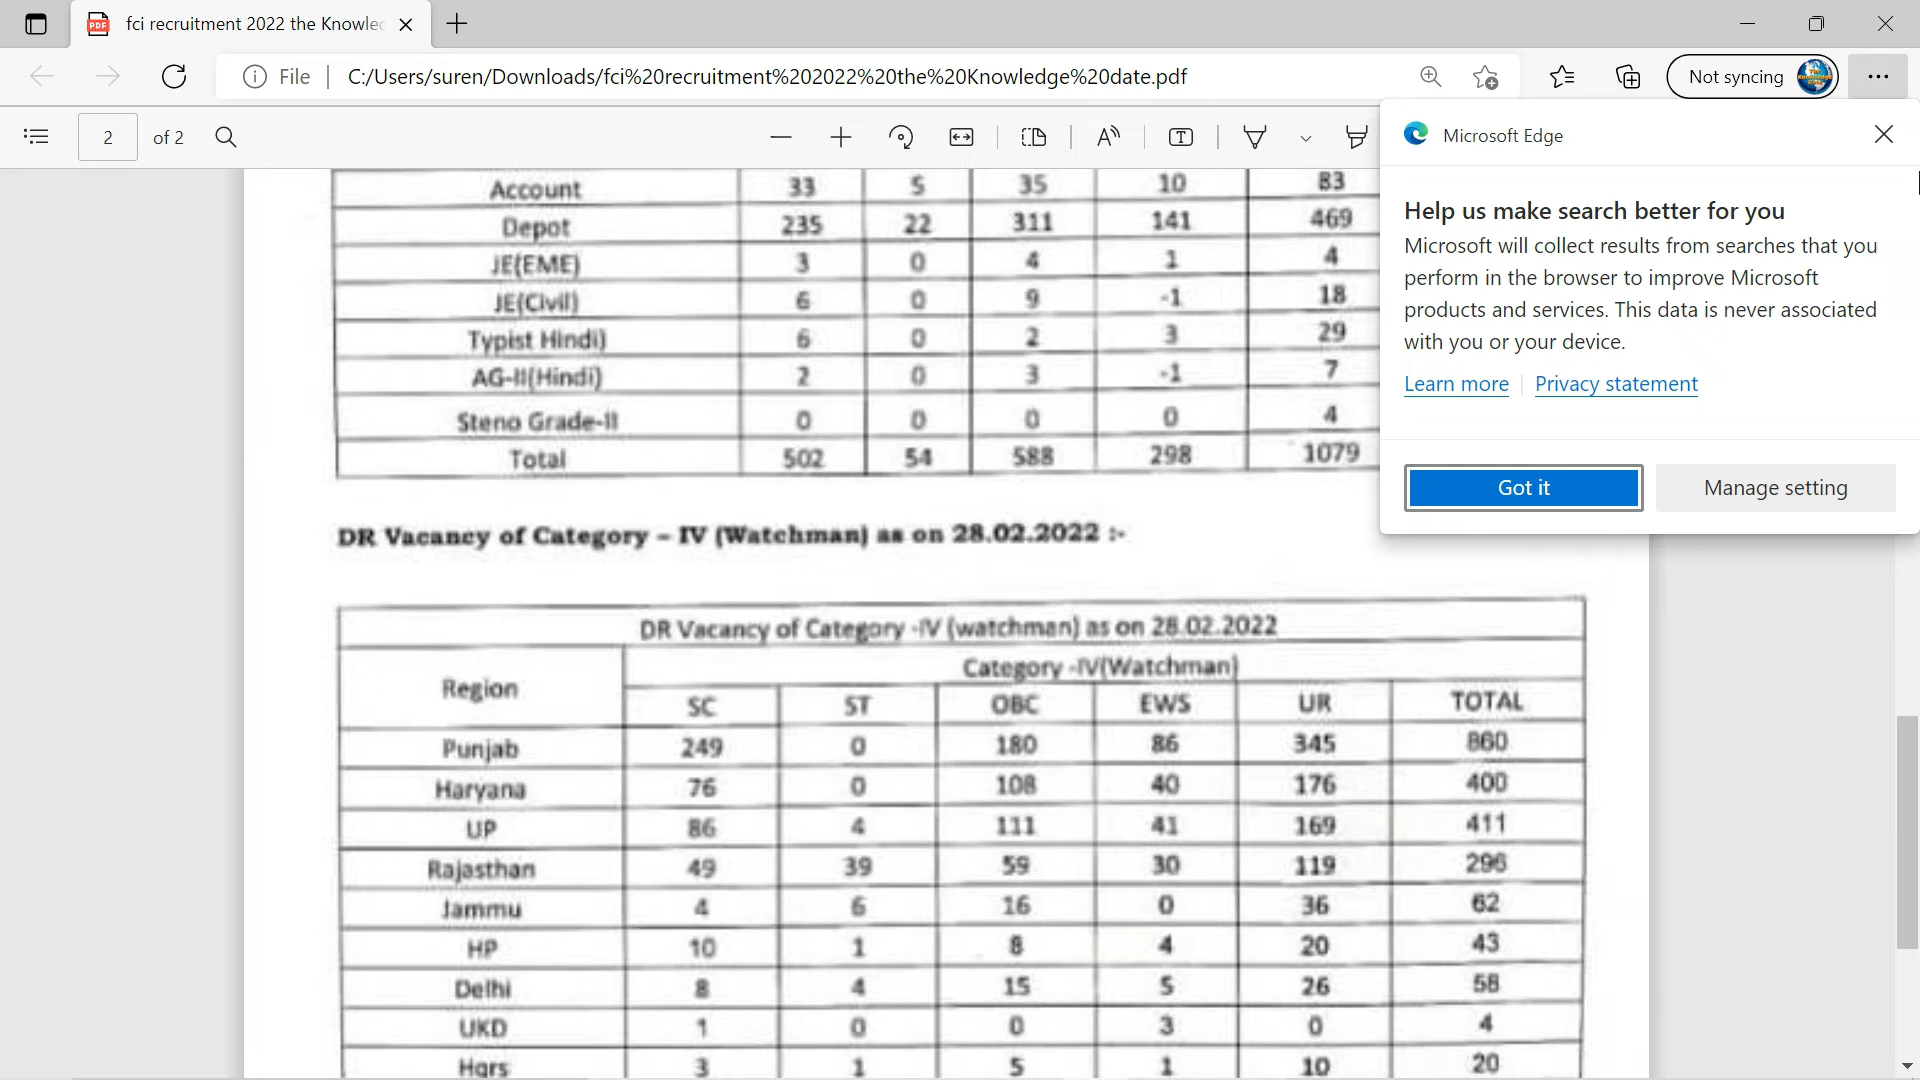 fci recruitment 2022 the Knowle
File C:/Users/suren/Downloads/fci%20recruitment%202022%20the%20Knowledge%20date.pdf
Not syncing
2 of 2
Microsoft Edge
Help us make search better for you
Microsoft will collect results from searches that you
perform in the browser to improve Microsoft
products and services. This data is never associated
with you or your device.
Learn more Privacy statement
Got it Manage setting
Account 33 5 35 10 83
Depot 235 22 311 141 469
JE(EME) 3 0 4 1 4
JE(Civil) 6 0 9 -1 18
Typist Hindi) 6 0 2 3 29
AG-II(Hindi) 2 0 3 -1 7
Steno Grade-II 0 0 0 0 4
Total 502 54 588 298 1079
DR Vacancy of Category – IV (Watchman) as on 28.02.2022 :-
DR Vacancy of Category -IV (watchman) as on 28.02.2022
Region Category -IV(Watchman)
SC ST OBC EWS UR TOTAL
Punjab 249 0 180 86 345 860
Haryana 76 0 108 40 176 400
UP 86 4 111 41 169 411
Rajasthan 49 39 59 30 119 296
Jammu 4 6 16 0 36 62
HP 10 1 8 4 20 43
Delhi 8 4 15 5 26 58
UKD 1 0 0 3 0 4
Hqrs 3 1 5 1 10 20